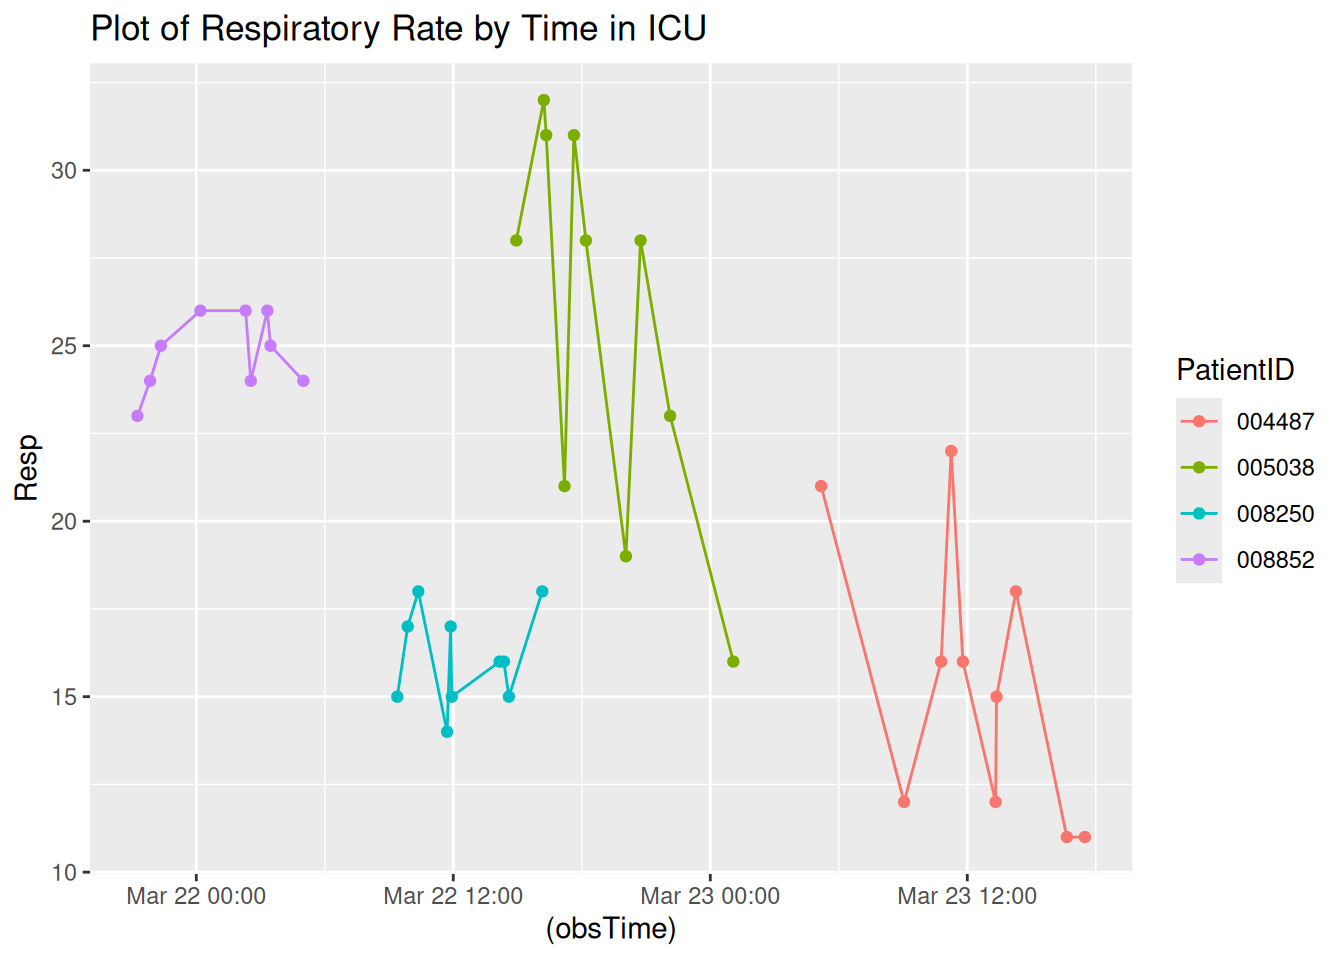 Plot of Respiratory Rate by Time in ICU
Resp
30
25
20
15
10
Mar 22 00:00 Mar 22 12:00 Mar 23 00:00 Mar 23 12:00
(obsTime)
PatientID
004487
005038
008250
008852